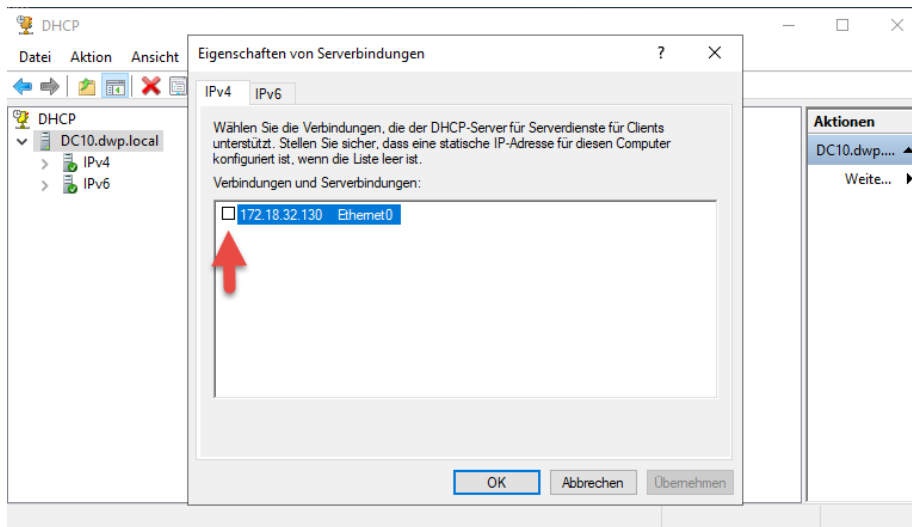 DHCP
Datei Aktion Ansicht
DHCP
DC10.dwp.local
IPv4
IPv6
Eigenschaften von Serverbindungen
?
IPv4 IPv6
Wählen Sie die Verbindungen, die der DHCP-Server für Serverdienste für Clients
unterstützt. Stellen Sie sicher, dass eine statische IP-Adresse für diesen Computer
konfiguriert ist, wenn die Liste leer ist.
Verbindungen und Serverbindungen:
172.18.32.130 Ethernet0
OK Abbrechen Übernehmen
Aktionen
DC10.dwp....
Weite...